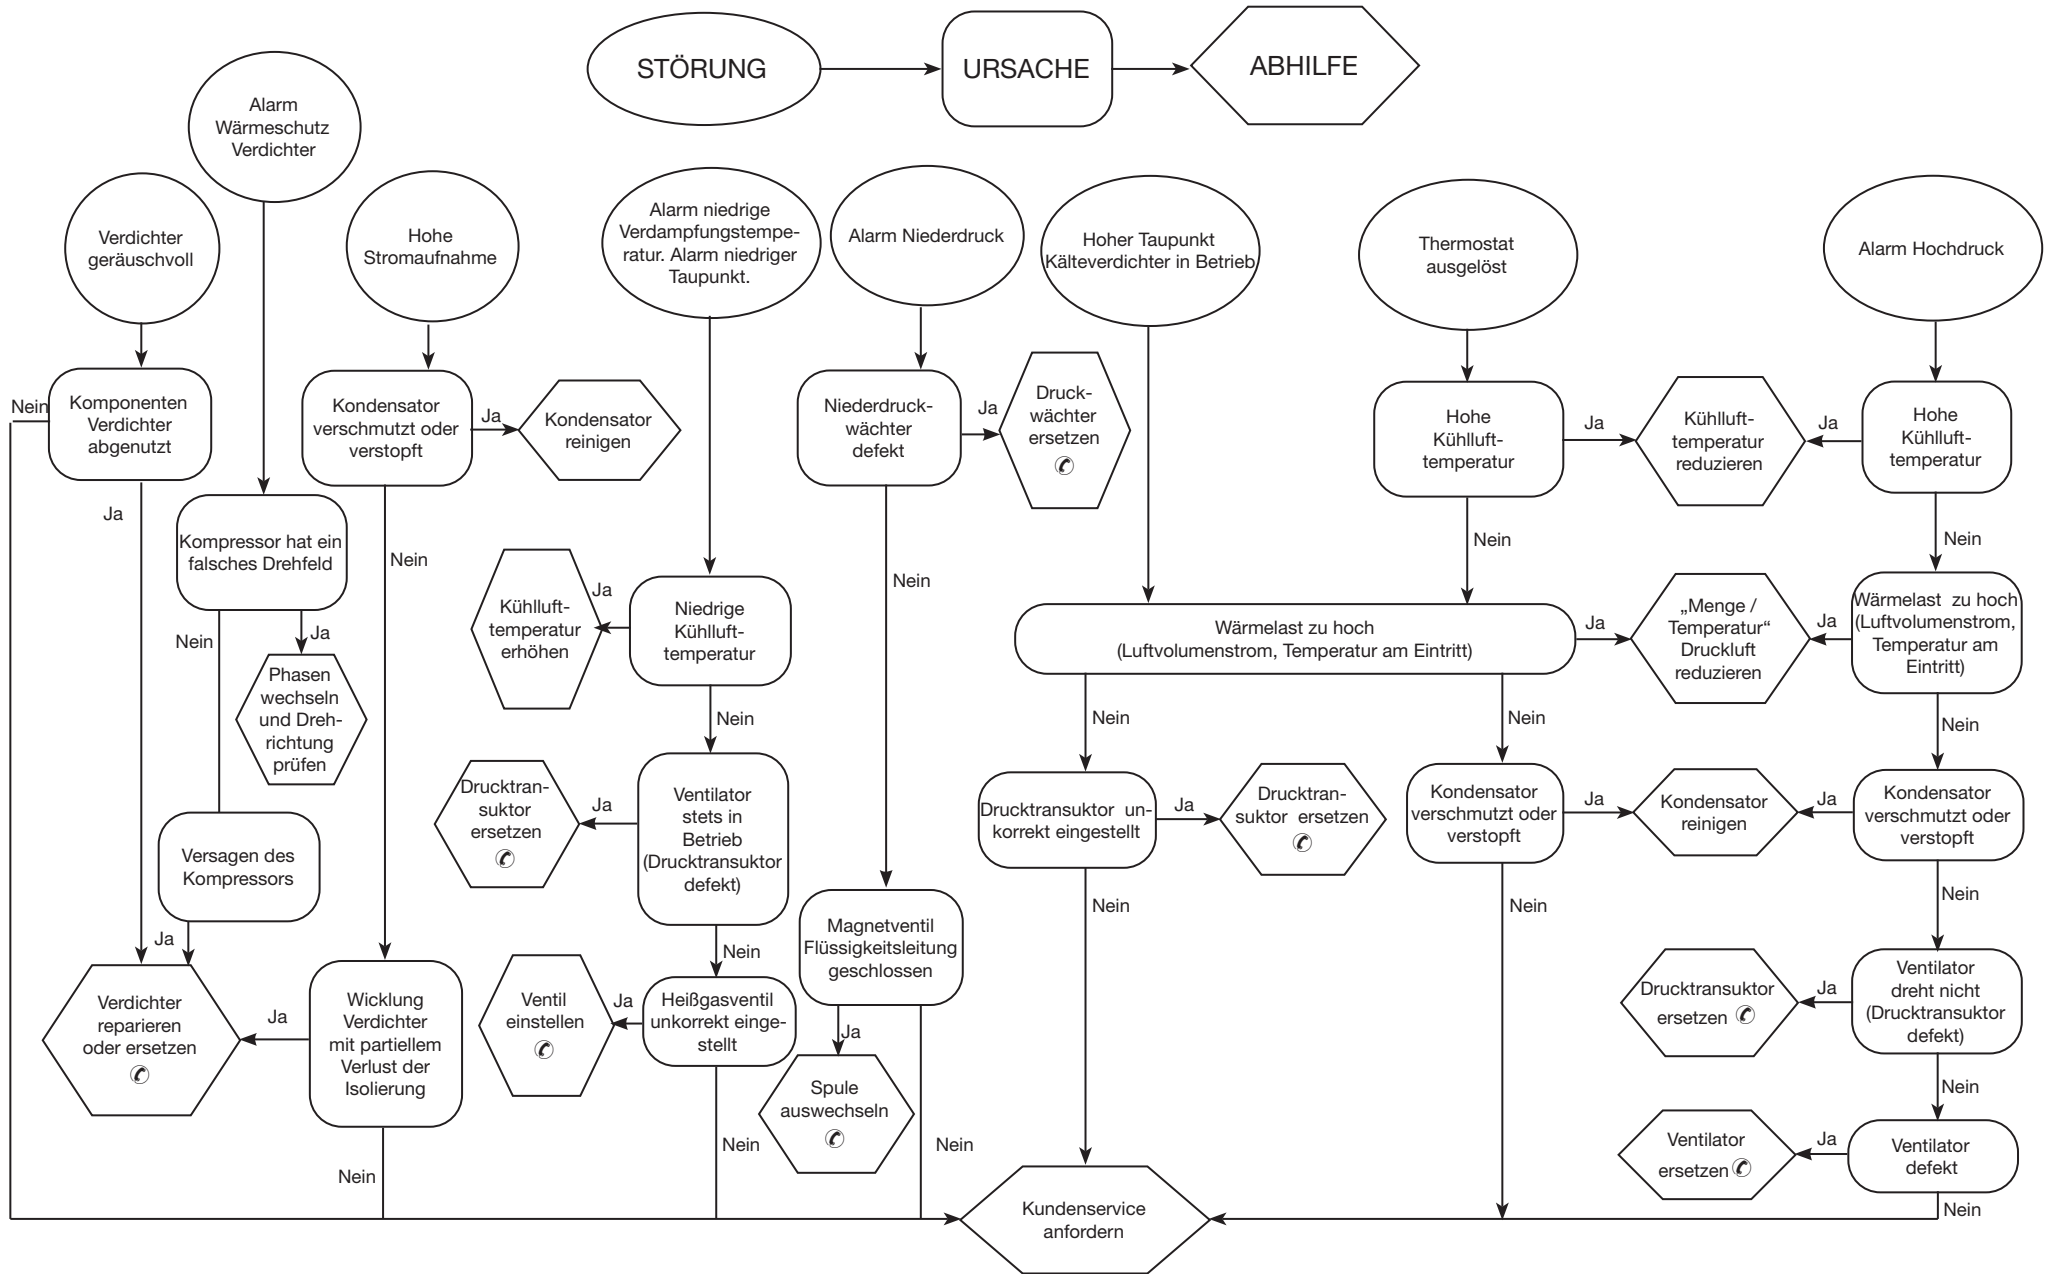 STÖRUNG
URSACHE
ABHILFE
Alarm
Wärmeschutz
Verdichter
Verdichter
geräuschvoll
Hohe
Stromaufnahme
Alarm niedrige
Verdampfungstempe-
ratur. Alarm niedriger
Taupunkt.
Alarm Niederdruck
Hoher Taupunkt
Kälteverdichter in Betrieb
Thermostat
ausgelöst
Alarm Hochdruck
Nein
Komponenten
Verdichter
abgenutzt
Ja
Kondensator
verschmutzt oder
verstopft
Ja
Kondensator
reinigen
Niederdruck-
wächter
defekt
Ja
Druck-
wächter
ersetzen
Hohe
Kühlluft-
temperatur
Ja
Kühlluft-
temperatur
reduzieren
Ja
Hohe
Kühlluft-
temperatur
Kompressor hat ein
falsches Drehfeld
Nein
Ja
Phasen
wechseln
und Dreh-
richtung
prüfen
Nein
Kühlluft-
temperatur
erhöhen
Ja
Niedrige
Kühlluft-
temperatur
Nein
Nein
Nein
Nein
Wärmelast zu hoch
(Luftvolumenstrom, Temperatur am Eintritt)
Ja
„Menge /
Temperatur“
Druckluft
reduzieren
Ja
Wärmelast zu hoch
(Luftvolumenstrom,
Temperatur am
Eintritt)
Nein
Nein
Nein
Drucktran-
suktor
ersetzen
Ja
Ventilator
stets in
Betrieb
(Drucktransuktor
defekt)
Drucktransuktor un-
korrekt eingestellt
Ja
Drucktran-
suktor ersetzen
Kondensator
verschmutzt oder
verstopft
Ja
Kondensator
reinigen
Ja
Kondensator
verschmutzt oder
verstopft
Versagen des
Kompressors
Ja
Nein
Nein
Nein
Nein
Magnetventil
Flüssigkeitsleitung
geschlossen
Verdichter
reparieren
oder ersetzen
Ja
Wicklung
Verdichter
mit partiellem
Verlust der
Isolierung
Ventil
einstellen
Ja
Heißgasventil
unkorrekt einge-
stellt
Ja
Spule
auswechseln
Drucktransuktor
ersetzen
Ja
Ventilator
dreht nicht
(Drucktransuktor
defekt)
Nein
Nein
Nein
Nein
Ventilator
ersetzen
Ja
Ventilator
defekt
Kundenservice
anfordern
Nein